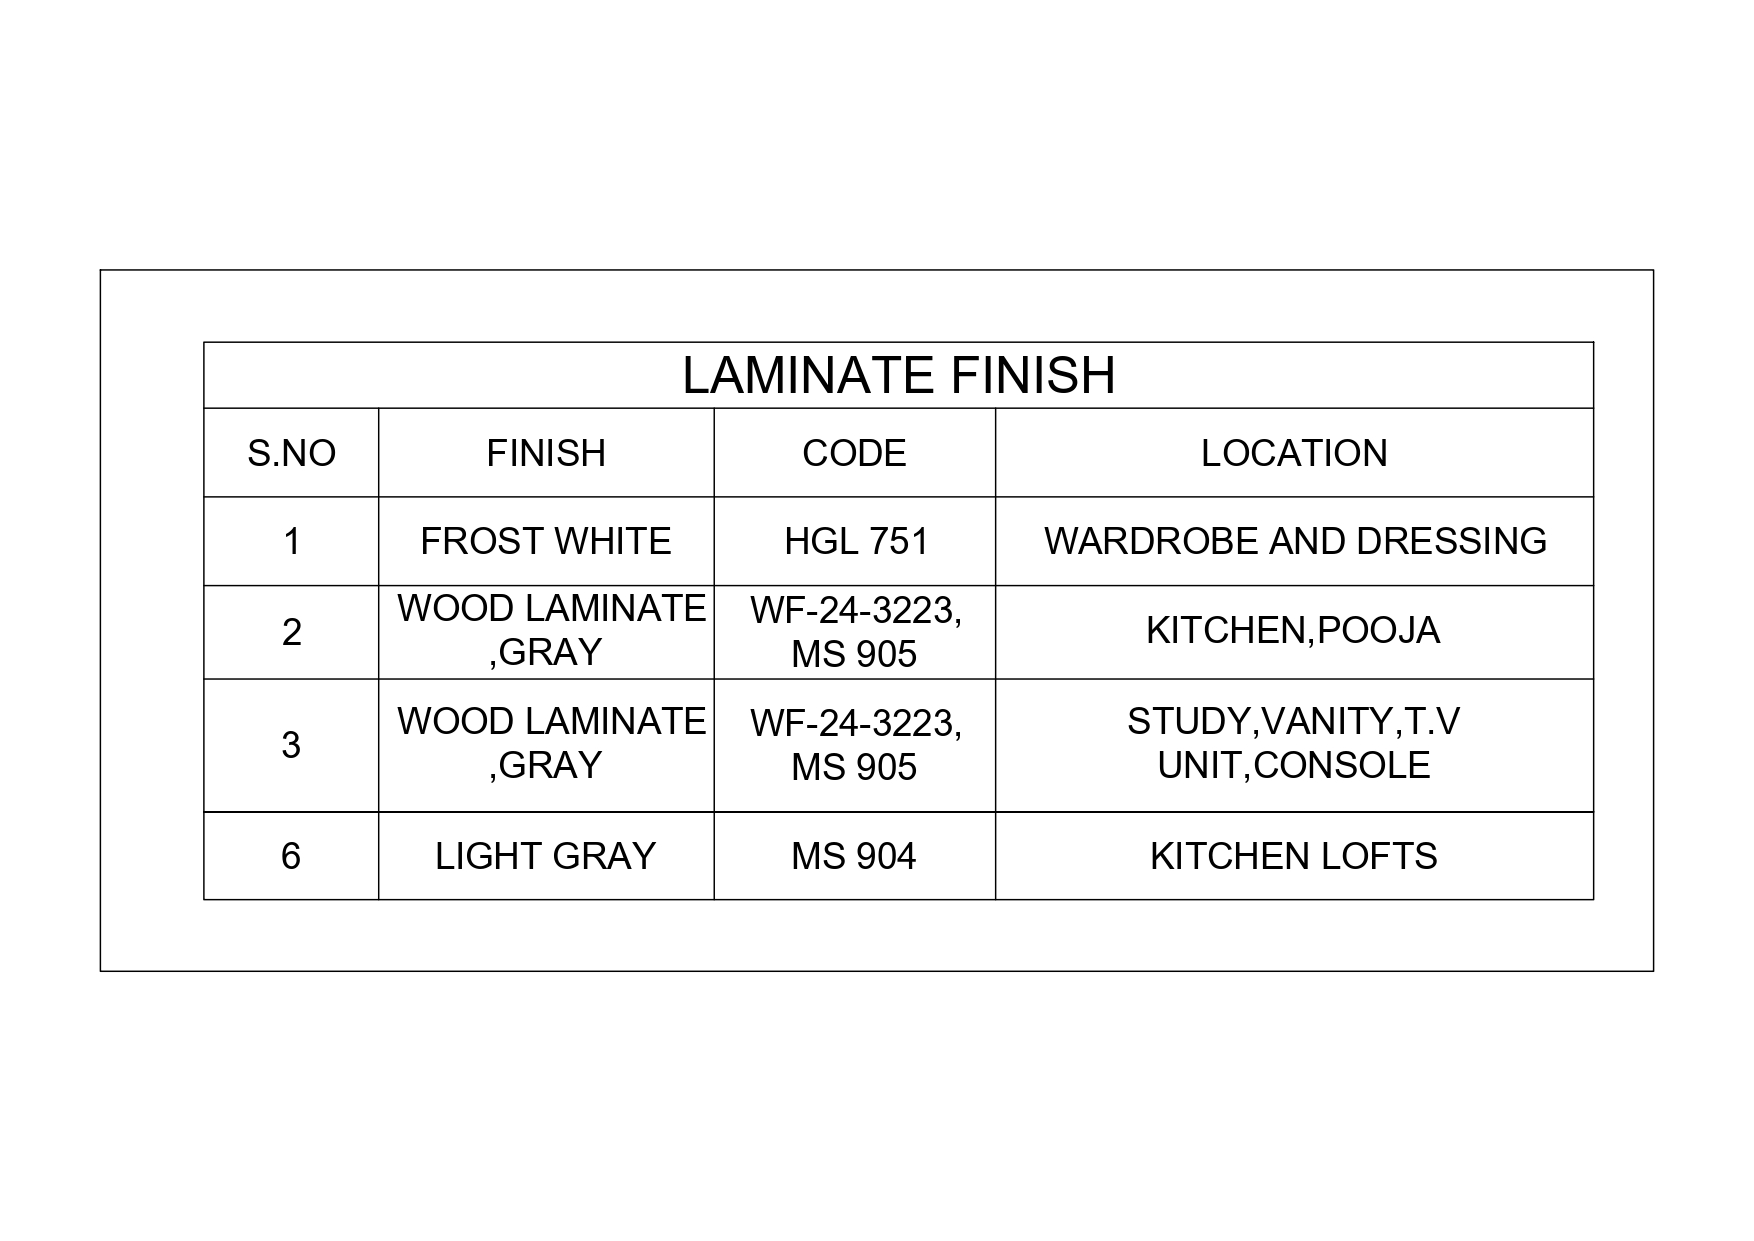 LAMINATE FINISH
S.NO FINISH CODE LOCATION
1 FROST WHITE HGL 751 WARDROBE AND DRESSING
2 WOOD LAMINATE ,GRAY WF-24-3223, MS 905 KITCHEN,POOJA
3 WOOD LAMINATE ,GRAY WF-24-3223, MS 905 STUDY,VANITY,T.V UNIT,CONSOLE
6 LIGHT GRAY MS 904 KITCHEN LOFTS